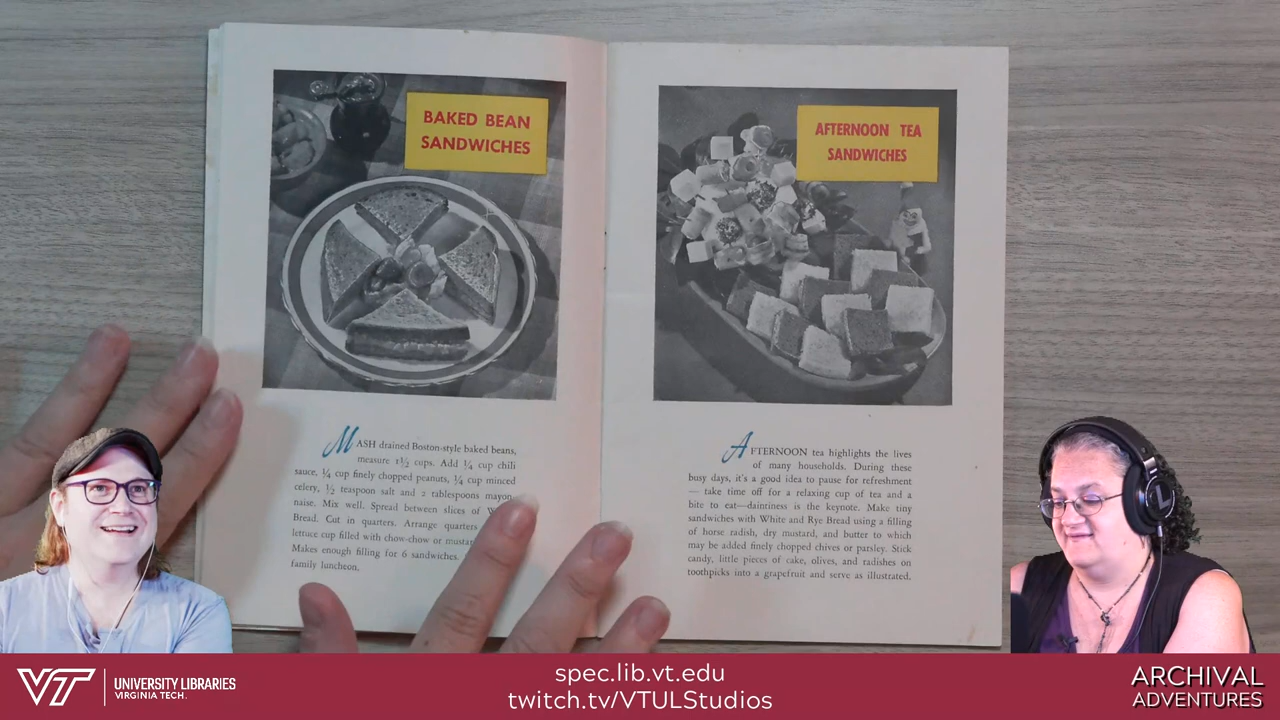 BAKED BEAN
SANDWICHES
MASH drained Boston-style baked beans,
measure 1½ cups. Add ¼ cup chili
sauce, ¼ cup finely chopped peanuts, ¼ cup minced
celery, ½ teaspoon salt and 2 tablespoons mayon-
naise. Mix well. Spread between slices of
Bread. Cut in quarters. Arrange quarters
lettuce cup filled with chow-chow or mustard
Makes enough filling for 6 sandwiches.
family luncheon.
AFTERNOON TEA
SANDWICHES
AFTERNOON tea highlights the lives
of many households. During these
busy days, it's a good idea to pause for refreshment
— take time off for a relaxing cup of tea and a
bite to eat—daintiness is the keynote. Make tiny
sandwiches with White and Rye Bread using a filling
of horse radish, dry mustard, and butter to which
may be added finely chopped chives or parsley. Stick
candy, little pieces of cake, olives, and radishes on
toothpicks into a grapefruit and serve as illustrated.
VT UNIVERSITY LIBRARIES
VIRGINIA TECH.
spec.lib.vt.edu
twitch.tv/VTULStudios
ARCHIVAL
ADVENTURES